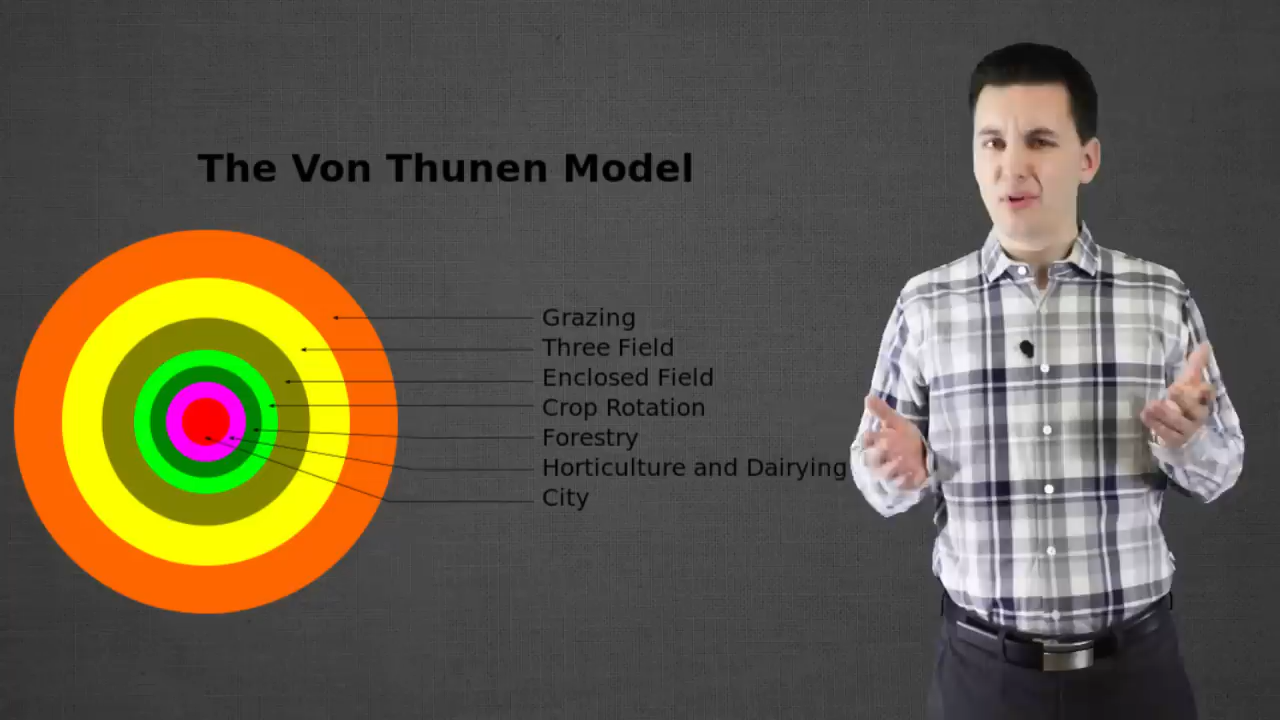 The Von Thunen Model
Grazing
Three Field
Enclosed Field
Crop Rotation
Forestry
Horticulture and Dairying
City